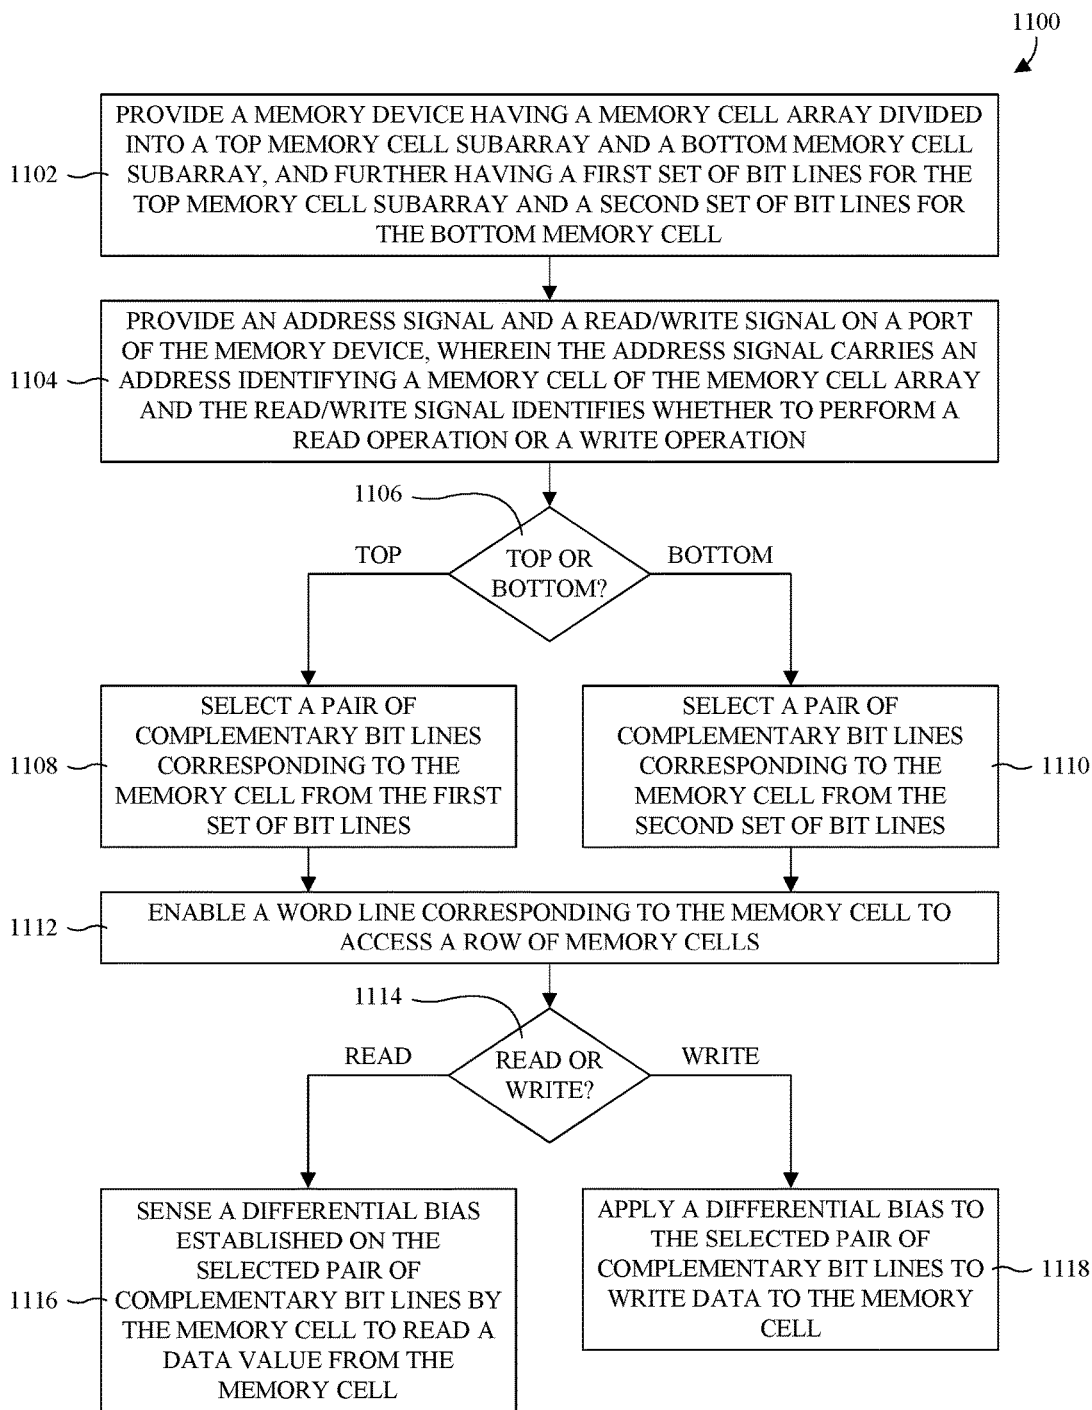 1100
PROVIDE A MEMORY DEVICE HAVING A MEMORY CELL ARRAY DIVIDED
INTO A TOP MEMORY CELL SUBARRAY AND A BOTTOM MEMORY CELL
1102
SUBARRAY, AND FURTHER HAVING A FIRST SET OF BIT LINES FOR THE
TOP MEMORY CELL SUBARRAY AND A SECOND SET OF BIT LINES FOR
THE BOTTOM MEMORY CELL
PROVIDE AN ADDRESS SIGNAL AND A READ/WRITE SIGNAL ON A PORT
OF THE MEMORY DEVICE, WHEREIN THE ADDRESS SIGNAL CARRIES AN
1104
ADDRESS IDENTIFYING A MEMORY CELL OF THE MEMORY CELL ARRAY
AND THE READ/WRITE SIGNAL IDENTIFIES WHETHER TO PERFORM A
READ OPERATION OR A WRITE OPERATION
1106
TOP
TOP OR
BOTTOM?
BOTTOM
1108
SELECT A PAIR OF
COMPLEMENTARY BIT LINES
CORRESPONDING TO THE
MEMORY CELL FROM THE FIRST
SET OF BIT LINES
SELECT A PAIR OF
COMPLEMENTARY BIT LINES
CORRESPONDING TO THE
MEMORY CELL FROM THE
SECOND SET OF BIT LINES
1110
1112
ENABLE A WORD LINE CORRESPONDING TO THE MEMORY CELL TO
ACCESS A ROW OF MEMORY CELLS
1114
READ
READ OR
WRITE?
WRITE
1116
SENSE A DIFFERENTIAL BIAS
ESTABLISHED ON THE
SELECTED PAIR OF
COMPLEMENTARY BIT LINES BY
THE MEMORY CELL TO READ A
DATA VALUE FROM THE
MEMORY CELL
APPLY A DIFFERENTIAL BIAS TO
THE SELECTED PAIR OF
COMPLEMENTARY BIT LINES TO
WRITE DATA TO THE MEMORY
CELL
1118